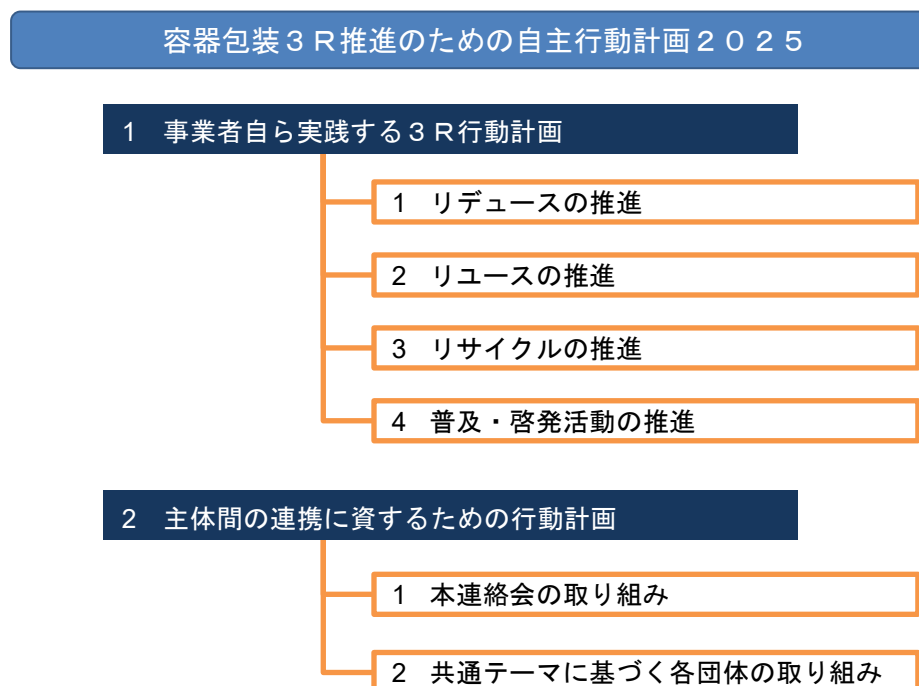 容器包装３Ｒ推進のための自主行動計画２０２５
1 事業者自ら実践する３Ｒ行動計画
1 リデュースの推進
2 リユースの推進
3 リサイクルの推進
4 普及・啓発活動の推進
2 主体間の連携に資するための行動計画
1 本連絡会の取り組み
2 共通テーマに基づく各団体の取り組み